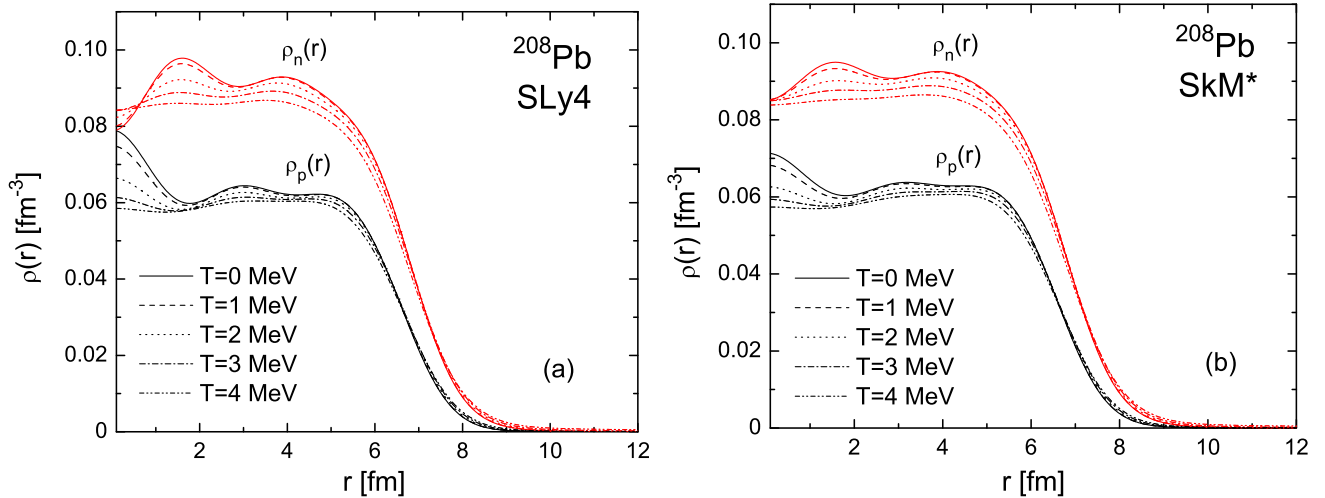 0.10
0.08
0.06
0.04
0.02
0
ρ(r) [fm⁻³]
ρₙ(r)
ρₚ(r)
²⁰⁸Pb
SLy4
T=0 MeV
T=1 MeV
T=2 MeV
T=3 MeV
T=4 MeV
(a)
2 4 6 8 10 12
r [fm]
0.10
0.08
0.06
0.04
0.02
0
ρ(r) [fm⁻³]
ρₙ(r)
ρₚ(r)
²⁰⁸Pb
SkM*
T=0 MeV
T=1 MeV
T=2 MeV
T=3 MeV
T=4 MeV
(b)
2 4 6 8 10 12
r [fm]